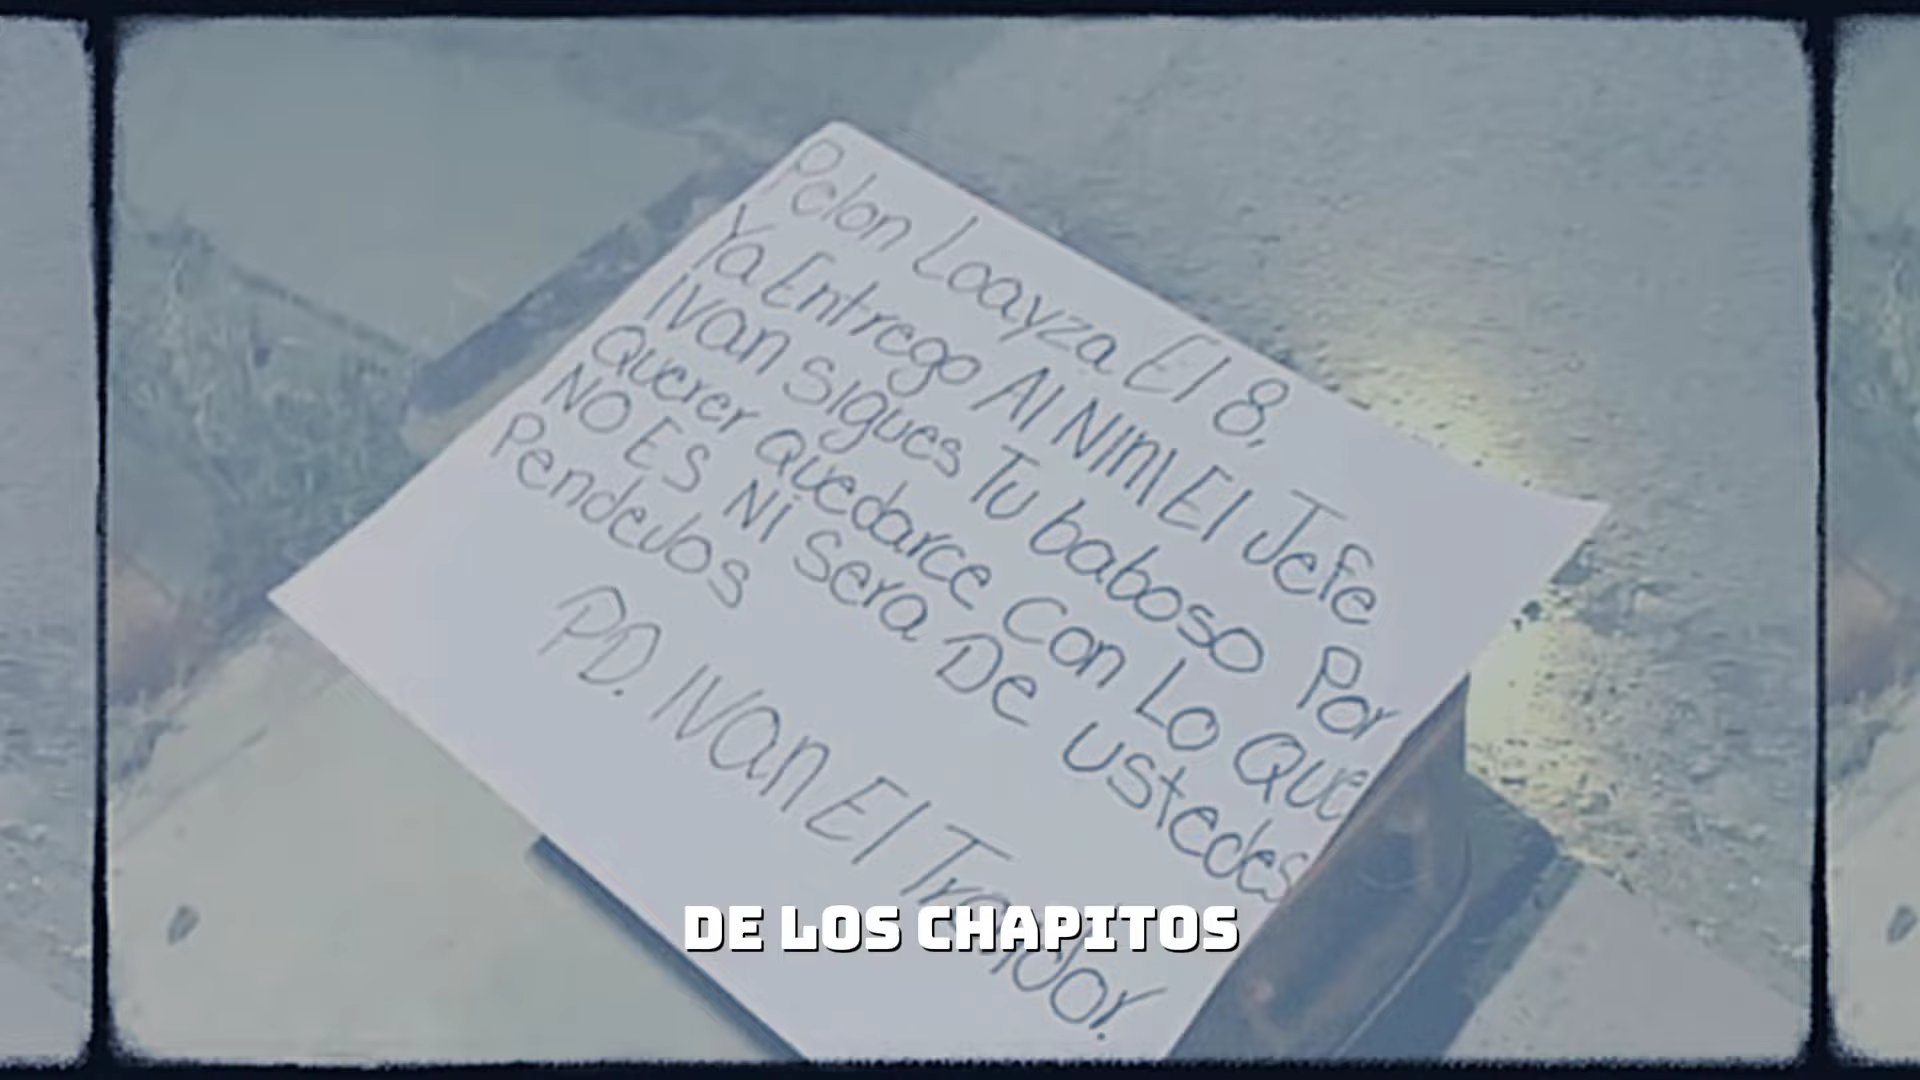 Pelon Loayza El 8,
Ya Entrego Al Nini El Jefe
IVan sigues Tu baboso Por
Querer quedarce Con Lo Que
NO ES Ni Sera De ustedes
Pendejos
PD. IVan El Traidor.
DE LOS CHAPITOS